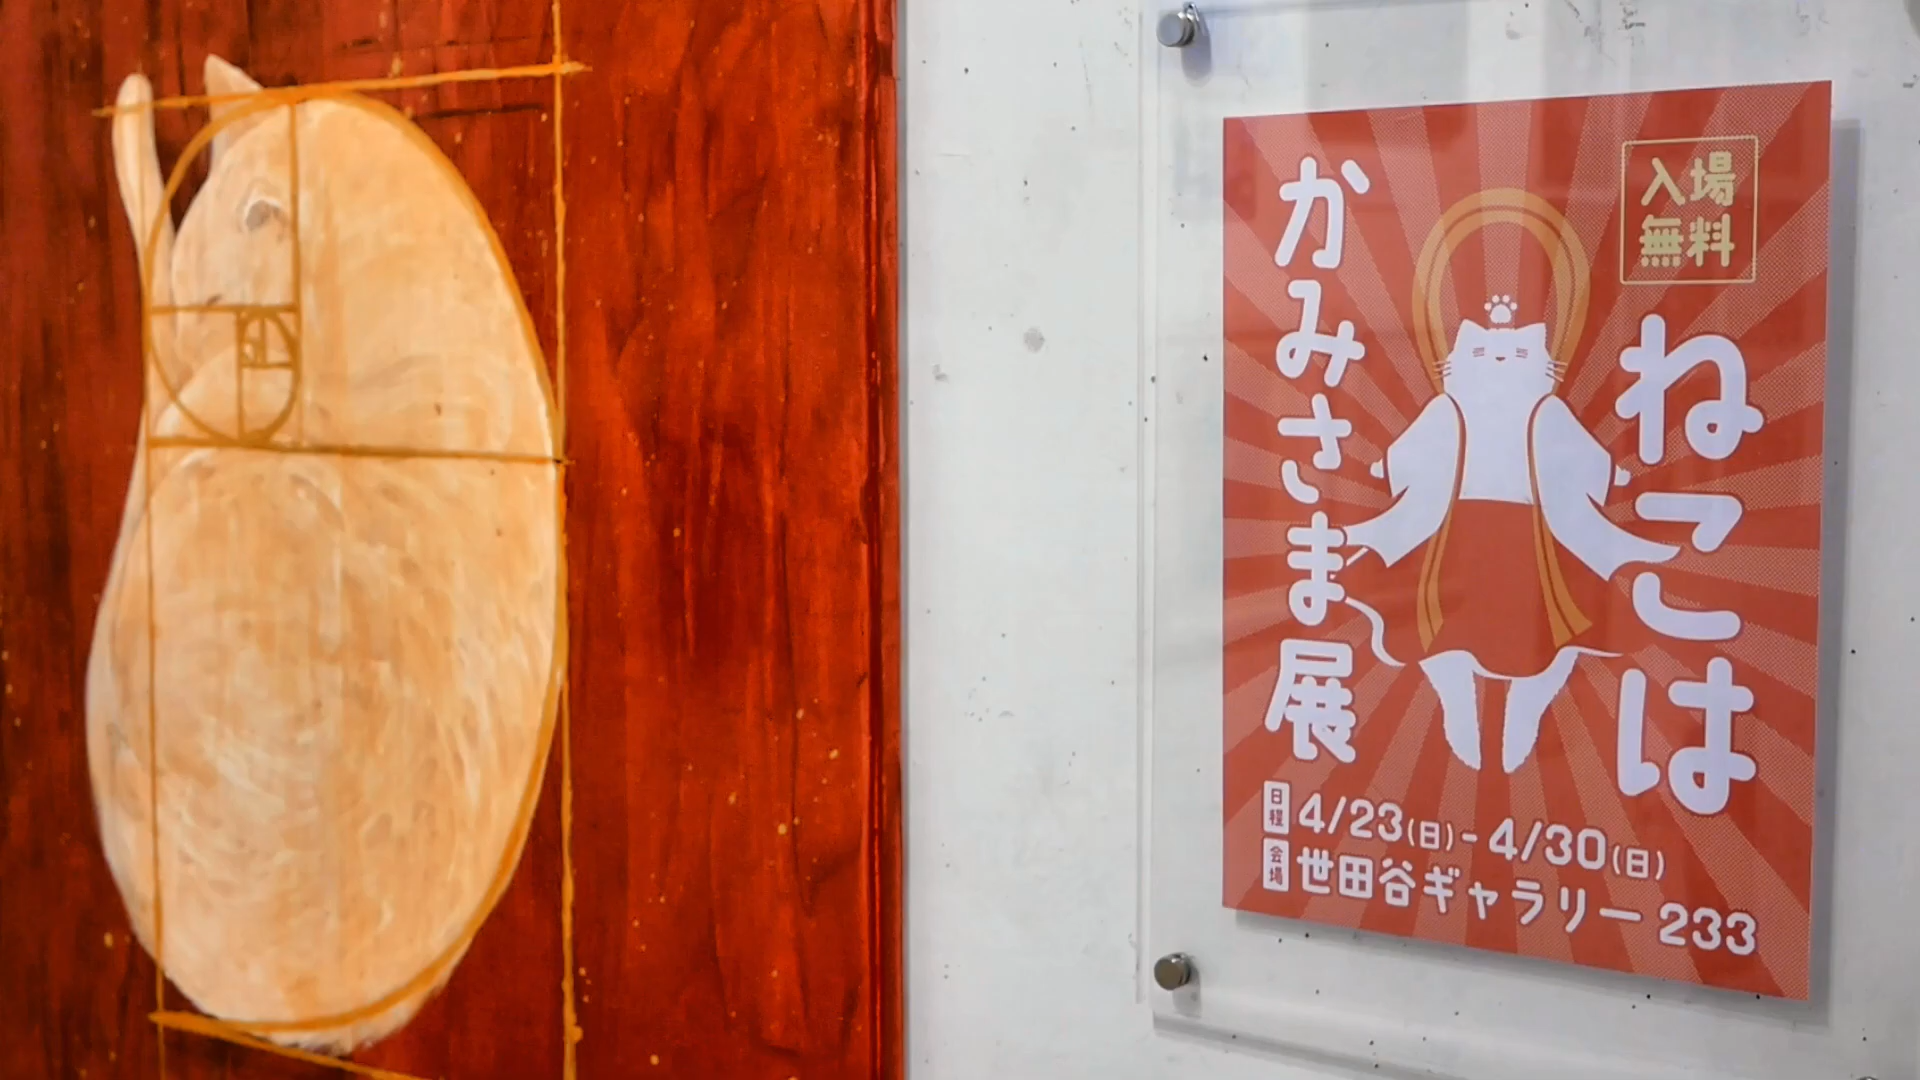 入場
無料
ねこは
かみさま展
日程 4/23(日)-4/30(日)
会場 世田谷ギャラリー 233